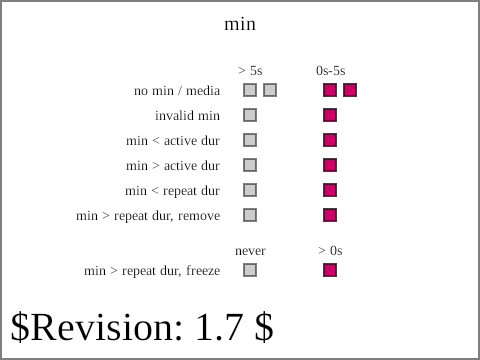 min
> 5s 0s-5s
no min / media
invalid min
min < active dur
min > active dur
min < repeat dur
min > repeat dur, remove
never > 0s
min > repeat dur, freeze
$Revision: 1.7 $